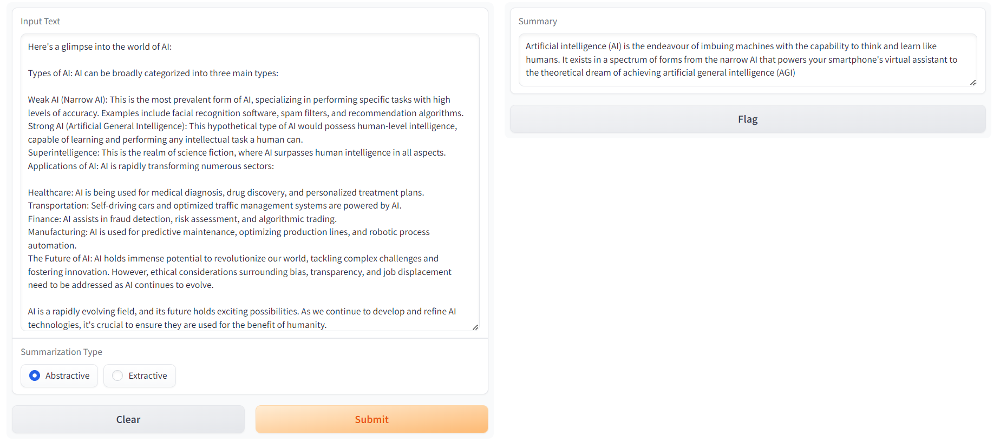 Input Text
Here's a glimpse into the world of AI:
Types of AI: AI can be broadly categorized into three main types:
Weak AI (Narrow AI): This is the most prevalent form of AI, specializing in performing specific tasks with high
levels of accuracy. Examples include facial recognition software, spam filters, and recommendation algorithms.
Strong AI (Artificial General Intelligence): This hypothetical type of AI would possess human-level intelligence,
capable of learning and performing any intellectual task a human can.
Superintelligence: This is the realm of science fiction, where AI surpasses human intelligence in all aspects.
Applications of AI: AI is rapidly transforming numerous sectors:
Healthcare: AI is being used for medical diagnosis, drug discovery, and personalized treatment plans.
Transportation: Self-driving cars and optimized traffic management systems are powered by AI.
Finance: AI assists in fraud detection, risk assessment, and algorithmic trading.
Manufacturing: AI is used for predictive maintenance, optimizing production lines, and robotic process
automation.
The Future of AI: AI holds immense potential to revolutionize our world, tackling complex challenges and
fostering innovation. However, ethical considerations surrounding bias, transparency, and job displacement
need to be addressed as AI continues to evolve.
AI is a rapidly evolving field, and its future holds exciting possibilities. As we continue to develop and refine AI
technologies, it's crucial to ensure they are used for the benefit of humanity.
Summarization Type
Abstractive
Extractive
Clear
Submit
Summary
Artificial intelligence (AI) is the endeavour of imbuing machines with the capability to think and learn like
humans. It exists in a spectrum of forms from the narrow AI that powers your smartphone's virtual assistant to
the theoretical dream of achieving artificial general intelligence (AGI)
Flag